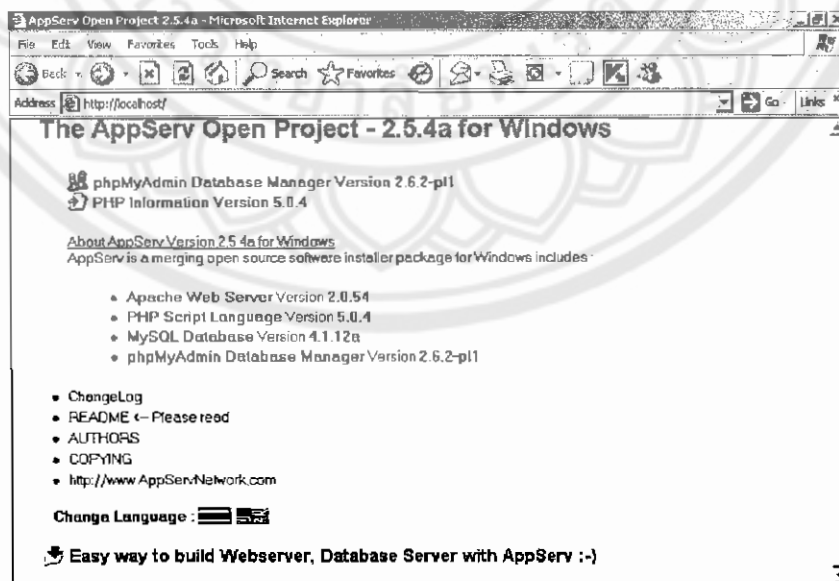 AppServ Open Project 2.5.4a - Microsoft Internet Explorer
File Edit View Favorites Tools Help
Back Search Favorites
Address http://localhost/ Go Links
The AppServ Open Project - 2.5.4a for Windows
phpMyAdmin Database Manager Version 2.6.2-pl1
PHP Information Version 5.0.4
About AppServ Version 2.5.4a for Windows
AppServ is a merging open source software installer package for Windows includes :
• Apache Web Server Version 2.0.54
• PHP Script Language Version 5.0.4
• MySQL Database Version 4.1.12a
• phpMyAdmin Database Manager Version 2.6.2-pl1
• ChangeLog
• README <-- Please read
• AUTHORS
• COPYING
• http://www.AppServNetwork.com
Change Language :
Easy way to build Webserver, Database Server with AppServ :-)